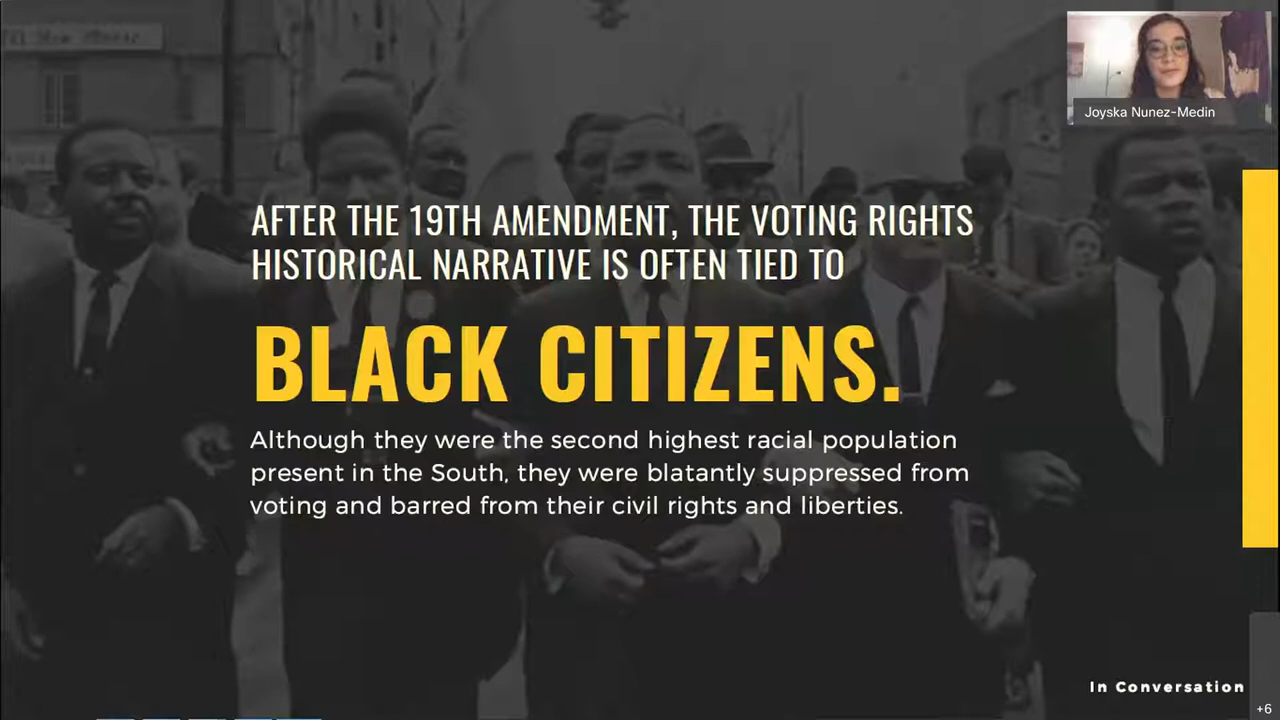 Joyska Nunez-Medin
AFTER THE 19TH AMENDMENT, THE VOTING RIGHTS
HISTORICAL NARRATIVE IS OFTEN TIED TO
BLACK CITIZENS.
Although they were the second highest racial population
present in the South, they were blatantly suppressed from
voting and barred from their civil rights and liberties.
In Conversation
+6